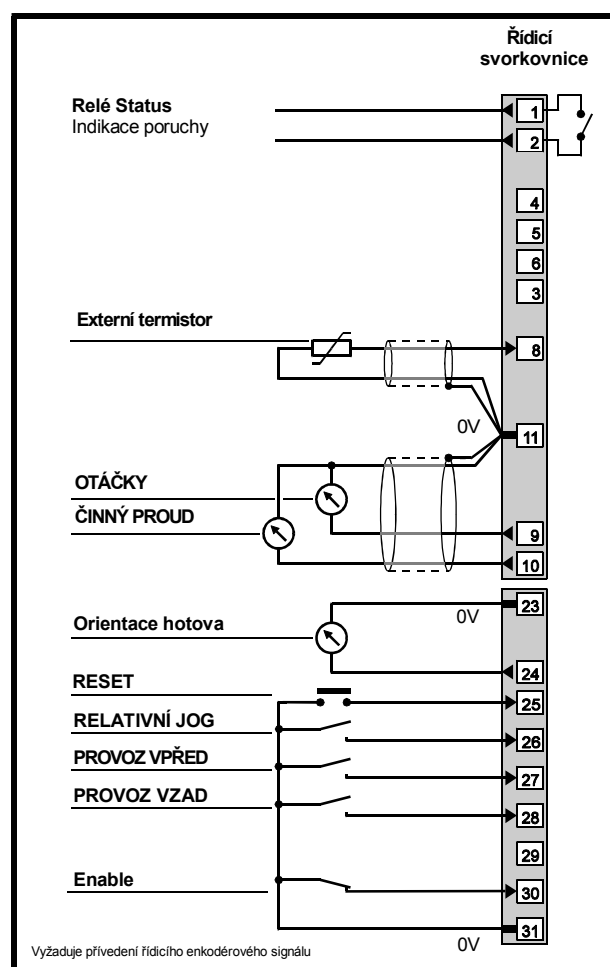 Řídicí
svorkovnice
Relé Status
Indikace poruchy
1
2
4
5
6
3
Externí termistor
8
0V
11
OTÁČKY
ČINNÝ PROUD
9
10
23
0V
Orientace hotova
24
RESET
25
RELATIVNÍ JOG
26
PROVOZ VPŘED
27
PROVOZ VZAD
28
29
Enable
30
31
0V
Vyžaduje přívedení řídicího enkodérového signálu